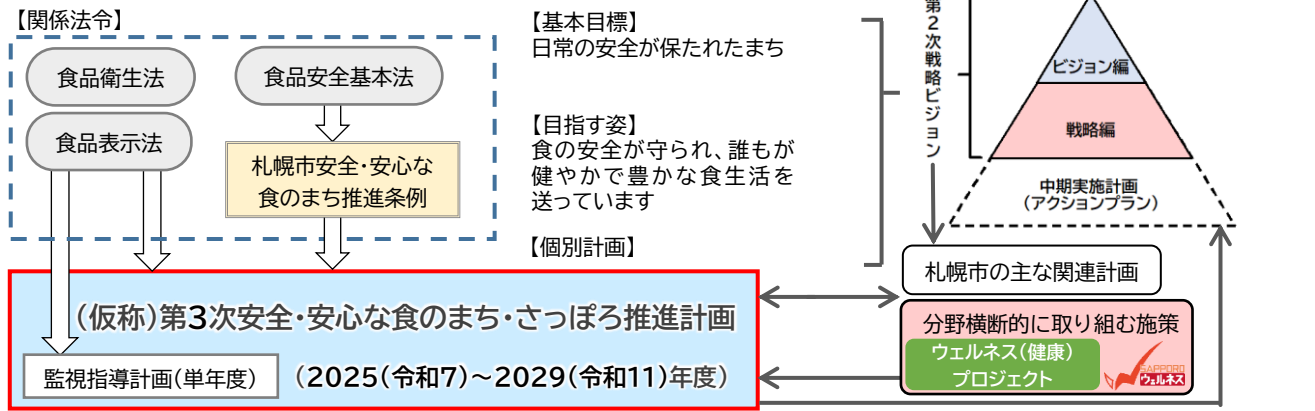 【関係法令】
食品衛生法
食品安全基本法
食品表示法
札幌市安全・安心な
食のまち推進条例
【基本目標】
日常の安全が保たれたまち
【目指す姿】
食の安全が守られ、誰もが
健やかで豊かな食生活を
送っています
【個別計画】
第2次戦略ビジョン
ビジョン編
戦略編
中期実施計画
(アクションプラン)
札幌市の主な関連計画
分野横断的に取り組む施策
ウェルネス(健康)
プロジェクト
SAPPORO
ウェルネス
(仮称)第3次安全・安心な食のまち・さっぽろ推進計画
監視指導計画(単年度)
(2025(令和7)~2029(令和11)年度)